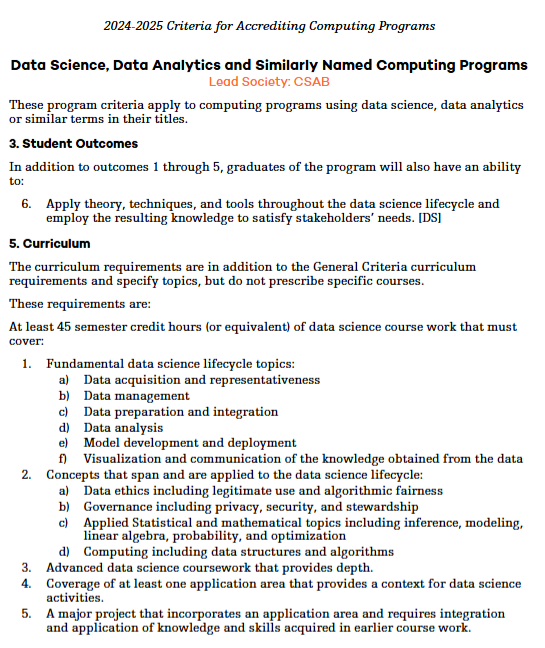 2024-2025 Criteria for Accrediting Computing Programs
Data Science, Data Analytics and Similarly Named Computing Programs
Lead Society: CSAB
These program criteria apply to computing programs using data science, data analytics
or similar terms in their titles.
3. Student Outcomes
In addition to outcomes 1 through 5, graduates of the program will also have an ability
to:
6. Apply theory, techniques, and tools throughout the data science lifecycle and
employ the resulting knowledge to satisfy stakeholders' needs. [DS]
5. Curriculum
The curriculum requirements are in addition to the General Criteria curriculum
requirements and specify topics, but do not prescribe specific courses.
These requirements are:
At least 45 semester credit hours (or equivalent) of data science course work that must
cover:
1. Fundamental data science lifecycle topics:
a) Data acquisition and representativeness
b) Data management
c) Data preparation and integration
d) Data analysis
e) Model development and deployment
f) Visualization and communication of the knowledge obtained from the data
2. Concepts that span and are applied to the data science lifecycle:
a) Data ethics including legitimate use and algorithmic fairness
b) Governance including privacy, security, and stewardship
c) Applied Statistical and mathematical topics including inference, modeling,
linear algebra, probability, and optimization
d) Computing including data structures and algorithms
3. Advanced data science coursework that provides depth.
4. Coverage of at least one application area that provides a context for data science
activities.
5. A major project that incorporates an application area and requires integration
and application of knowledge and skills acquired in earlier course work.